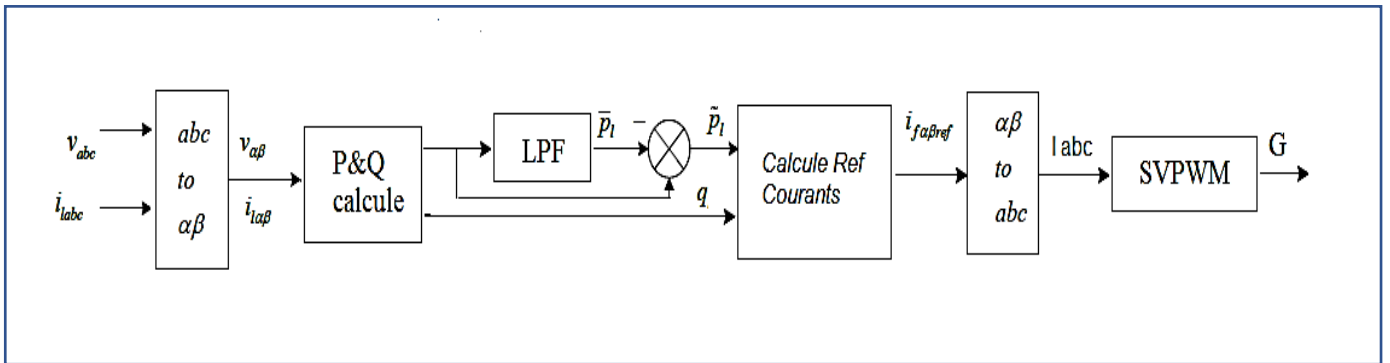 v_abc
i_labc
abc
to
αβ
v_αβ
i_lαβ
P&Q
calcule
LPF
p̅_l
−
p̃_l
q
Calcule Ref
Courants
i_fαβref
αβ
to
abc
I abc
SVPWM
G